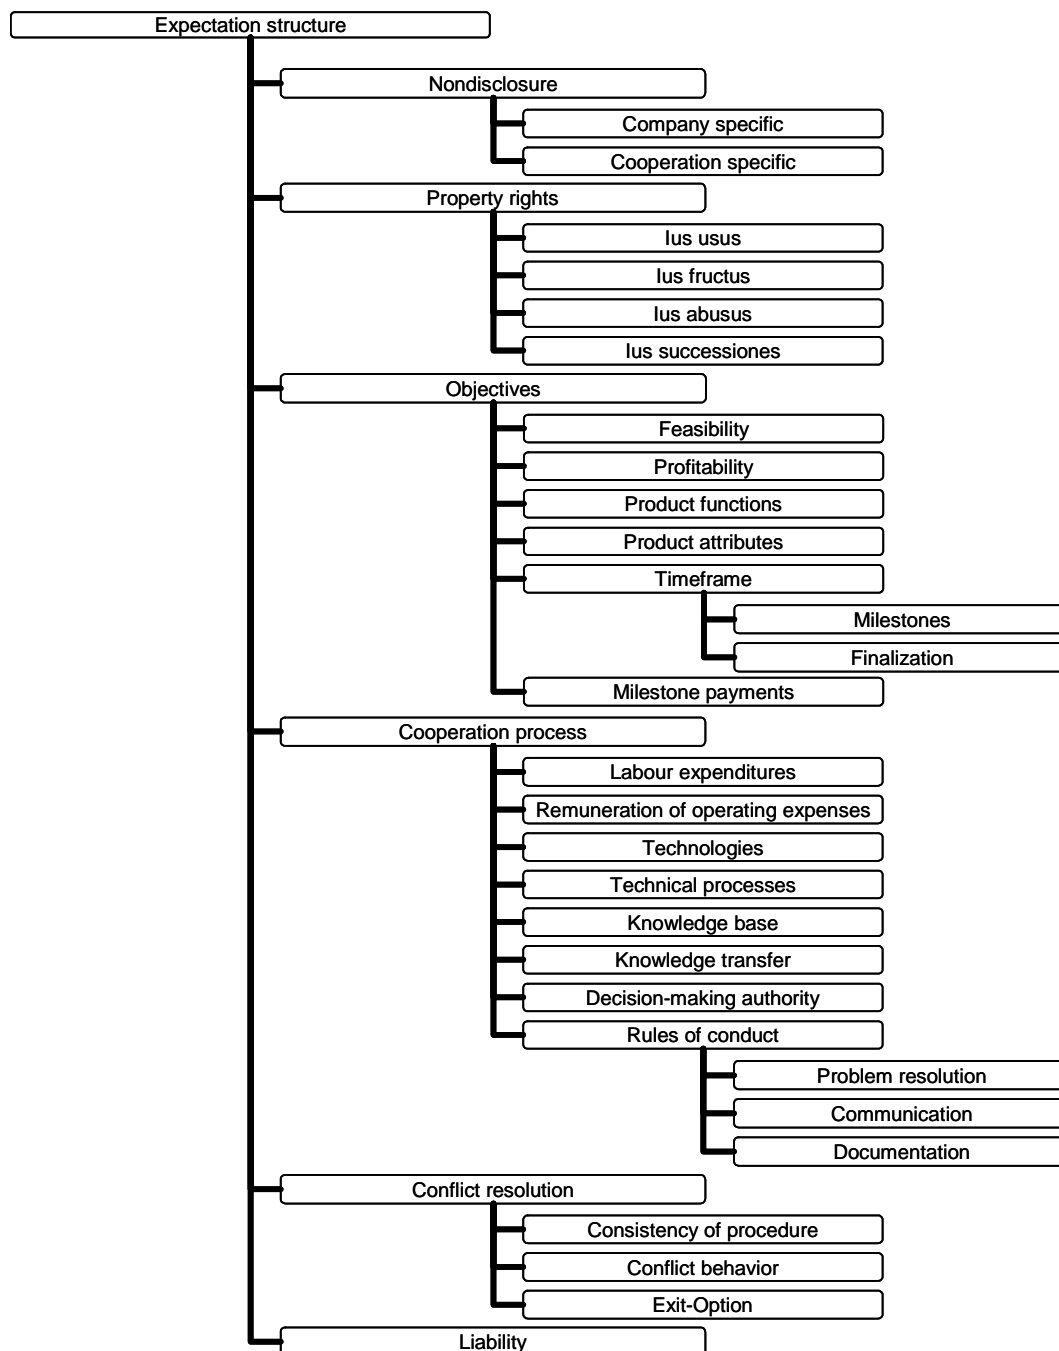 Expectation structure
Nondisclosure
Company specific
Cooperation specific
Property rights
Ius usus
Ius fructus
Ius abusus
Ius successiones
Objectives
Feasibility
Profitability
Product functions
Product attributes
Timeframe
Milestones
Finalization
Milestone payments
Cooperation process
Labour expenditures
Remuneration of operating expenses
Technologies
Technical processes
Knowledge base
Knowledge transfer
Decision-making authority
Rules of conduct
Problem resolution
Communication
Documentation
Conflict resolution
Consistency of procedure
Conflict behavior
Exit-Option
Liability